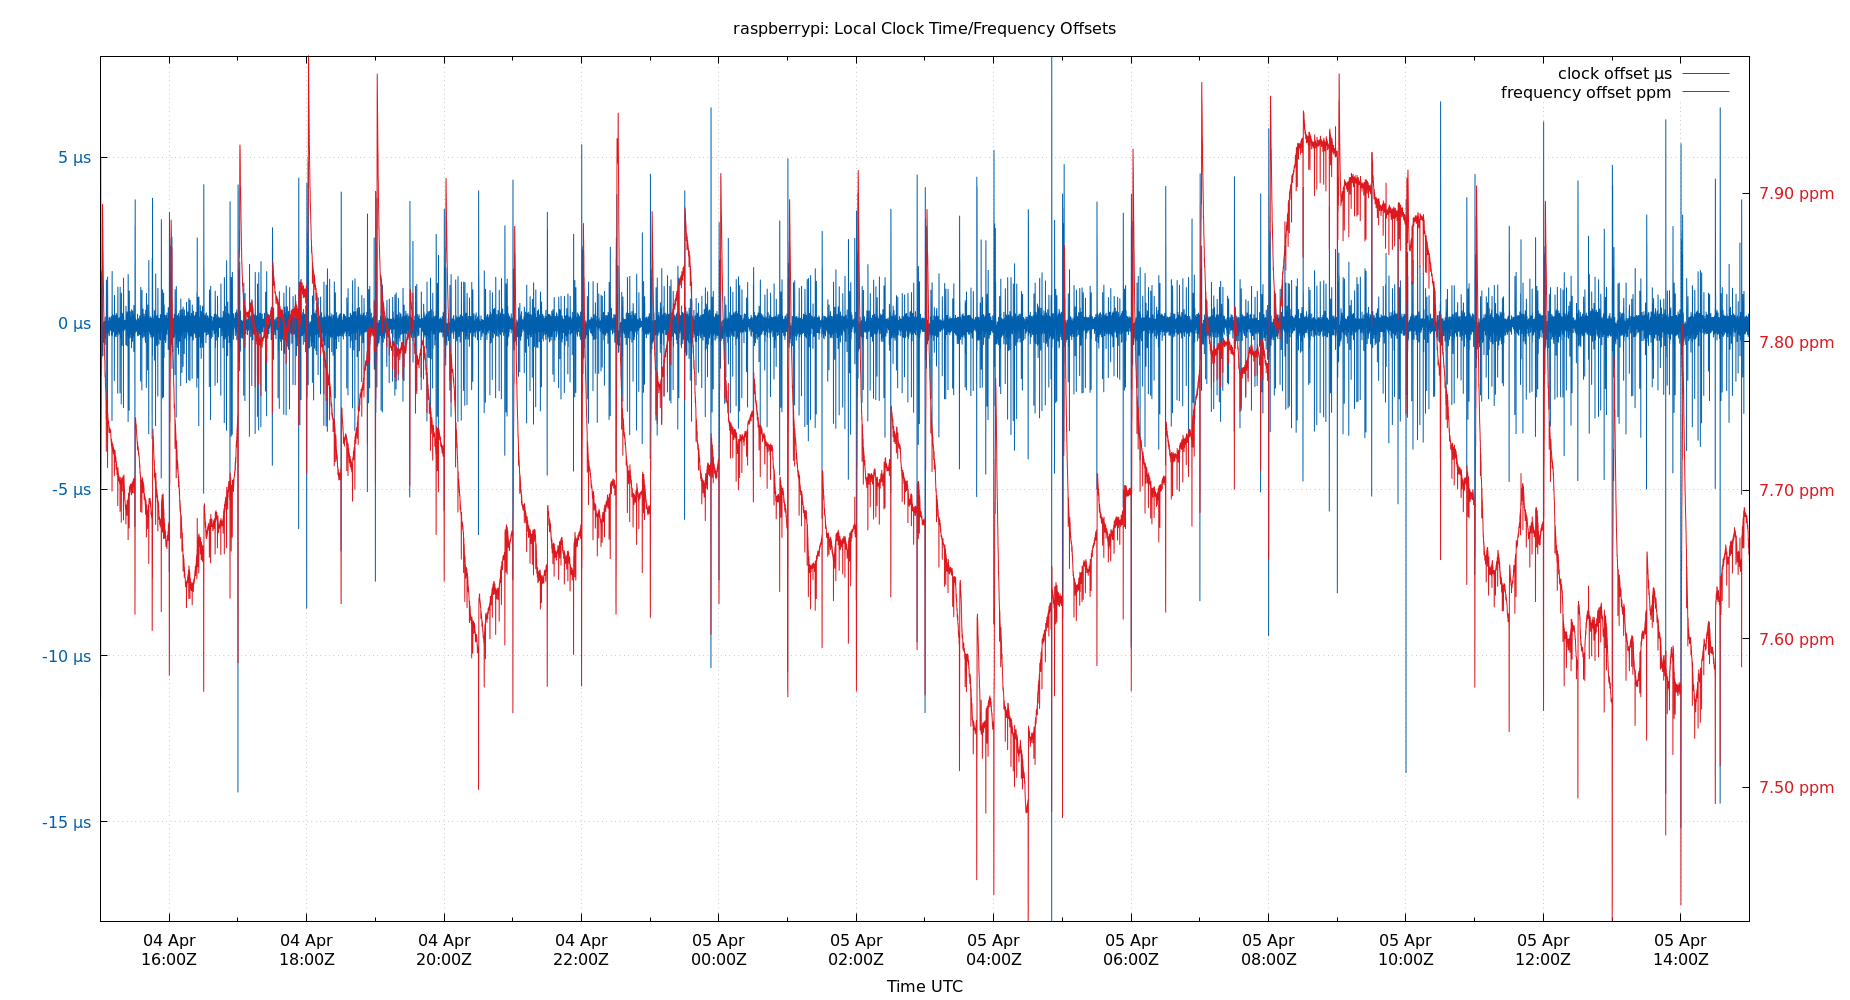 raspberrypi: Local Clock Time/Frequency Offsets
clock offset µs
frequency offset ppm
5 µs
0 µs
-5 µs
-10 µs
-15 µs
7.90 ppm
7.80 ppm
7.70 ppm
7.60 ppm
7.50 ppm
04 Apr 04 Apr 04 Apr 04 Apr 05 Apr 05 Apr 05 Apr 05 Apr 05 Apr 05 Apr 05 Apr 05 Apr
16:00Z 18:00Z 20:00Z 22:00Z 00:00Z 02:00Z 04:00Z 06:00Z 08:00Z 10:00Z 12:00Z 14:00Z
Time UTC